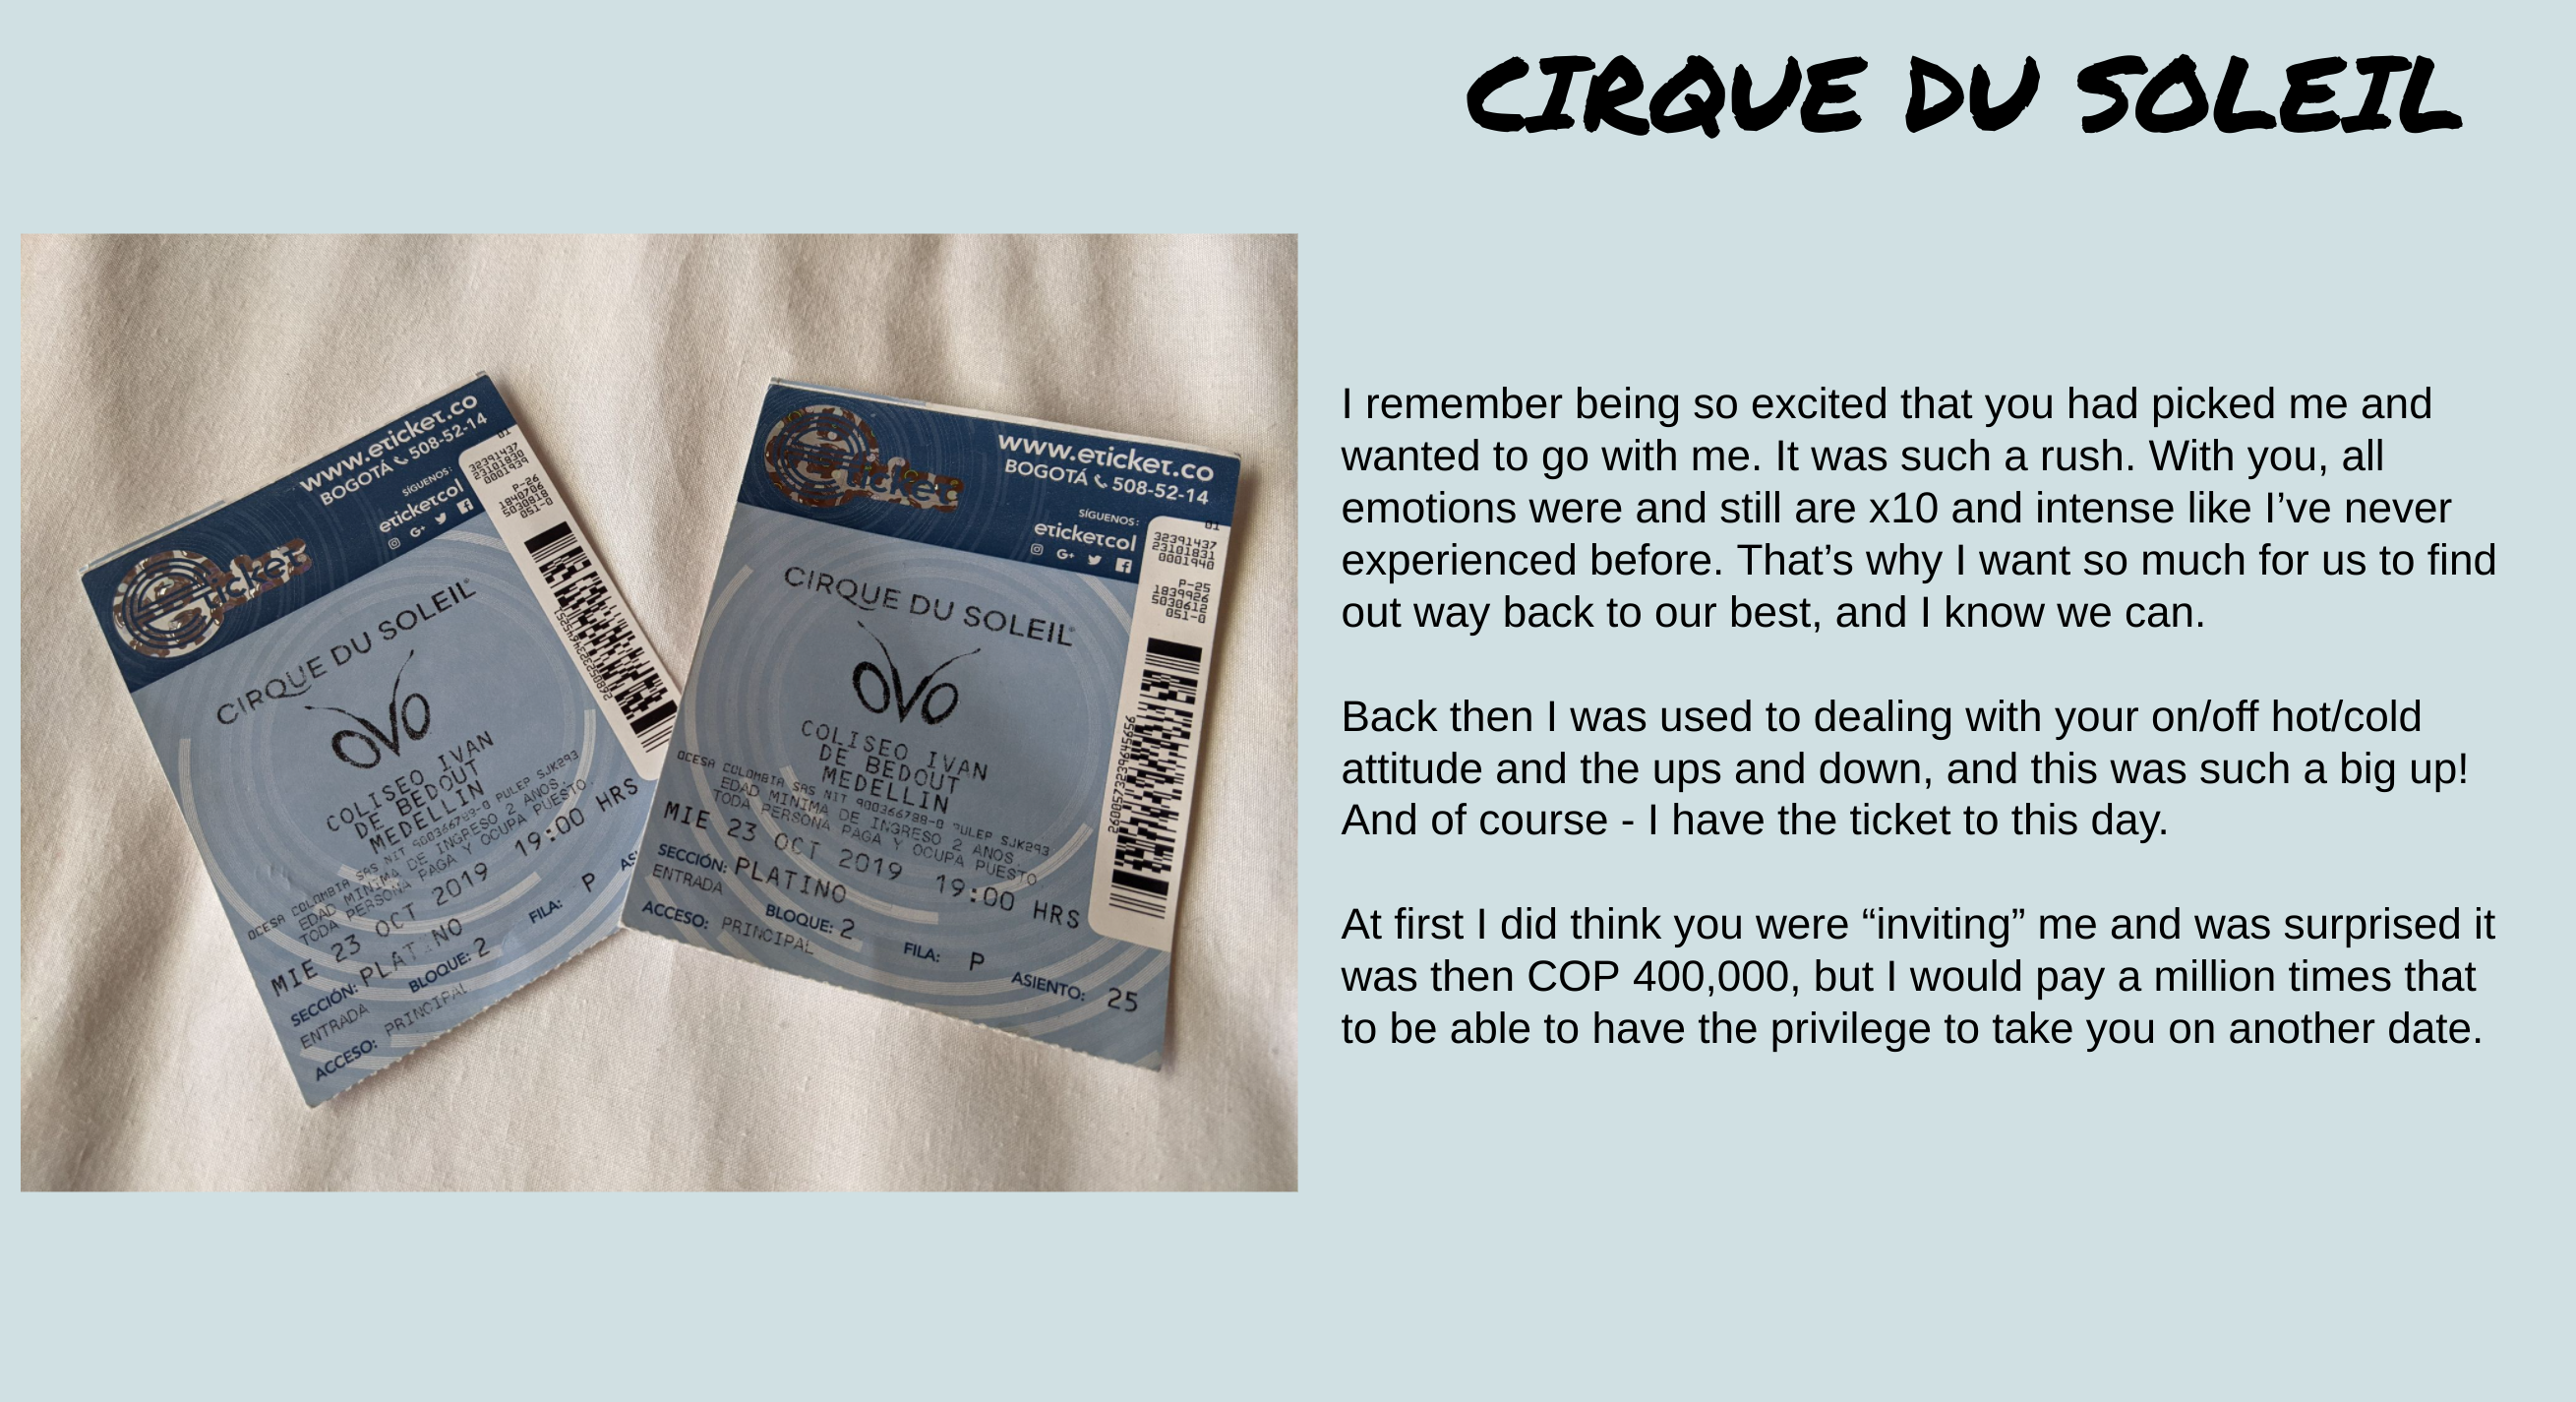 CIRQUE DU SOLEIL
www.eticket.co
BOGOTÁ 508-52-14
SÍGUENOS:
eticketcol
eticket
01
32391437
23101830
0001939
P-26
1840706
5030818
051-0
CIRQUE DU SOLEIL
OVO
COLISEO IVAN
DE BEDOUT
MEDELLIN
OCESA COLOMBIA SAS NIT 900366788-0 PULEP SJK293
EDAD MINIMA DE INGRESO 2 ANOS.
TODA PERSONA PAGA Y OCUPA PUESTO.
MIE 23 OCT 2019 19:00 HRS
SECCIÓN: PLATINO
ENTRADA BLOQUE: 2 FILA: P
ACCESO: PRINCIPAL
www.eticket.co
BOGOTÁ 508-52-14
SÍGUENOS:
eticketcol
eticket
01
32391437
23101831
0001940
P-25
1839926
5030612
051-0
CIRQUE DU SOLEIL
OVO
COLISEO IVAN
DE BEDOUT
MEDELLIN
OCESA COLOMBIA SAS NIT 900366788-0 PULEP SJK293
EDAD MINIMA DE INGRESO 2 ANOS.
TODA PERSONA PAGA Y OCUPA PUESTO.
MIE 23 OCT 2019 19:00 HRS
SECCIÓN: PLATINO
ENTRADA BLOQUE: 2 FILA: P ASIENTO: 25
ACCESO: PRINCIPAL
I remember being so excited that you had picked me and
wanted to go with me. It was such a rush. With you, all
emotions were and still are x10 and intense like I’ve never
experienced before. That’s why I want so much for us to find
out way back to our best, and I know we can.
Back then I was used to dealing with your on/off hot/cold
attitude and the ups and down, and this was such a big up!
And of course - I have the ticket to this day.
At first I did think you were “inviting” me and was surprised it
was then COP 400,000, but I would pay a million times that
to be able to have the privilege to take you on another date.